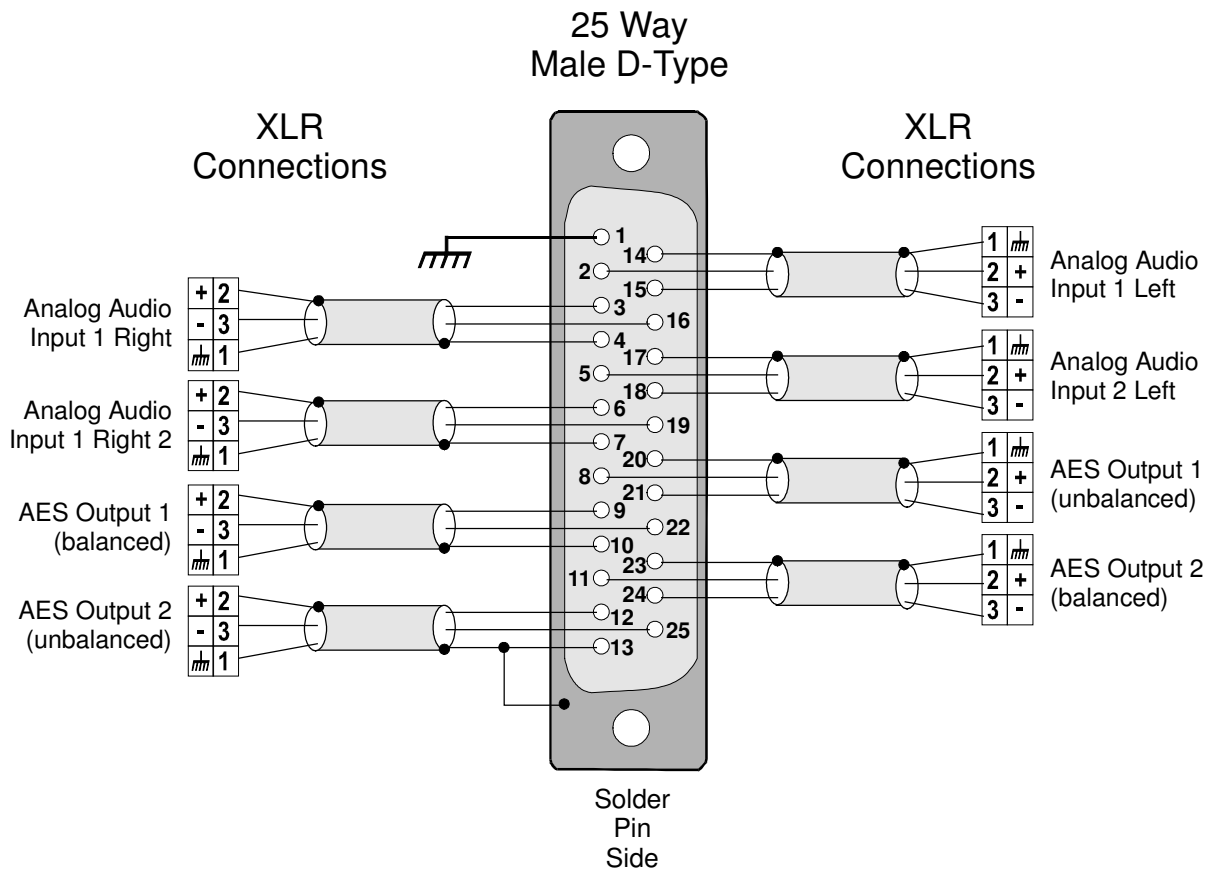 25 Way
Male D-Type
XLR
Connections
XLR
Connections
1
14
2
15
3
16
4
17
5
18
6
19
7
20
8
21
9
22
10
23
11
24
12
25
13
Analog Audio
Input 1 Right
+ 2
- 3
1
Analog Audio
Input 1 Right 2
+ 2
- 3
1
AES Output 1
(balanced)
+ 2
- 3
1
AES Output 2
(unbalanced)
+ 2
- 3
1
1
2 +
3 -
Analog Audio
Input 1 Left
1
2 +
3 -
Analog Audio
Input 2 Left
1
2 +
3 -
AES Output 1
(unbalanced)
1
2 +
3 -
AES Output 2
(balanced)
Solder
Pin
Side